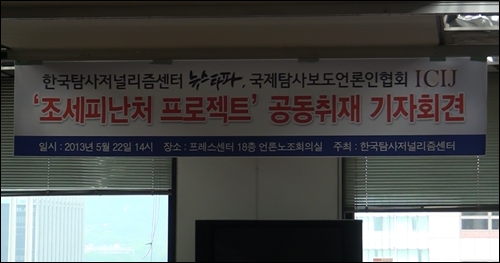 한국탐사저널리즘센터 뉴스타파, 국제탐사보도언론인협회 ICIJ
‘조세피난처 프로젝트’ 공동취재 기자회견
일시 : 2013년 5월 22일 14시 장소 : 프레스센터 18층 언론노조회의실 주최 : 한국탐사저널리즘센터